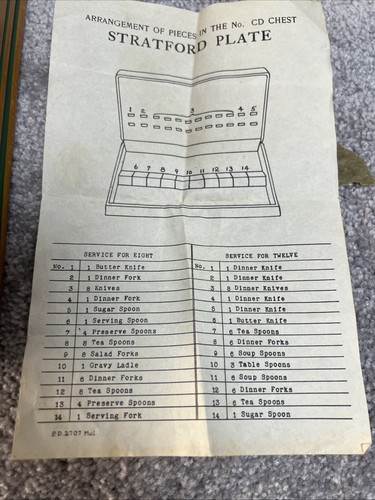 ARRANGEMENT OF PIECES IN THE No. CD CHEST
STRATFORD PLATE
1 2 3 4 5
6 7 8 9 10 11 12 13 14
SERVICE FOR EIGHT
No. 1 1 Butter Knife
2 1 Dinner Fork
3 8 Knives
4 1 Dinner Fork
5 1 Sugar Spoon
6 1 Serving Spoon
7 4 Preserve Spoons
8 8 Tea Spoons
9 8 Salad Forks
10 1 Gravy Ladle
11 6 Dinner Forks
12 8 Tea Spoons
13 4 Preserve Spoons
14 1 Serving Fork
SERVICE FOR TWELVE
No. 1 1 Dinner Knife
2 1 Dinner Knife
3 8 Dinner Knives
4 1 Dinner Knife
5 1 Dinner Knife
6 1 Butter Knife
7 6 Tea Spoons
8 6 Dinner Forks
9 6 Soup Spoons
10 3 Table Spoons
11 6 Soup Spoons
12 6 Dinner Forks
13 6 Tea Spoons
14 1 Sugar Spoon